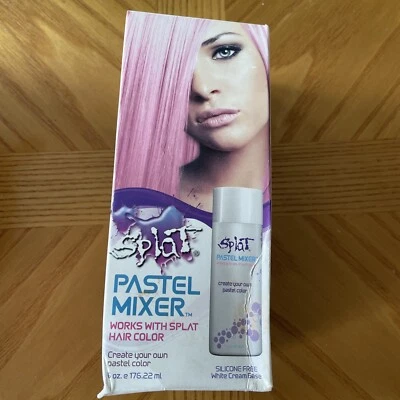 Splat
PASTEL
MIXER™
WORKS WITH SPLAT
HAIR COLOR
Create your own
pastel color
oz. e 176.22 ml
Splat
PASTEL MIXER
create your own
pastel color
SILICONE FREE
White Cream Base